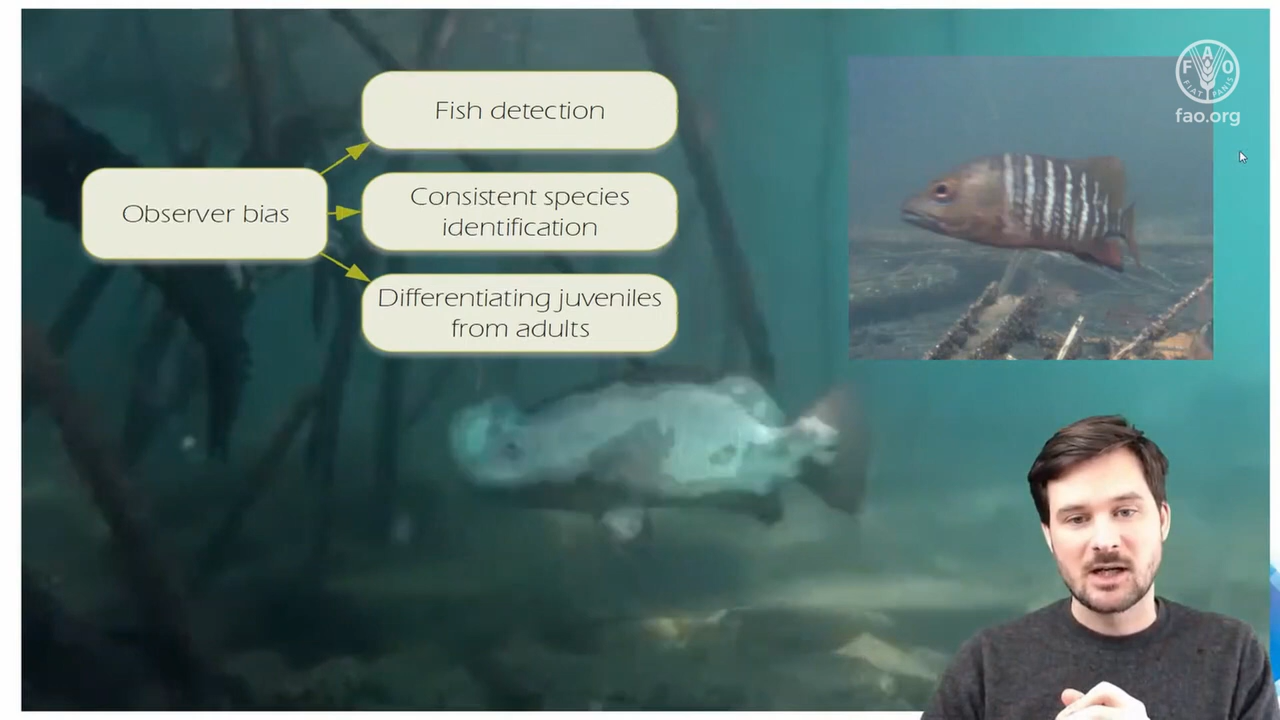 Fish detection
Observer bias
Consistent species
identification
Differentiating juveniles
from adults
F A O
FIAT PANIS
fao.org